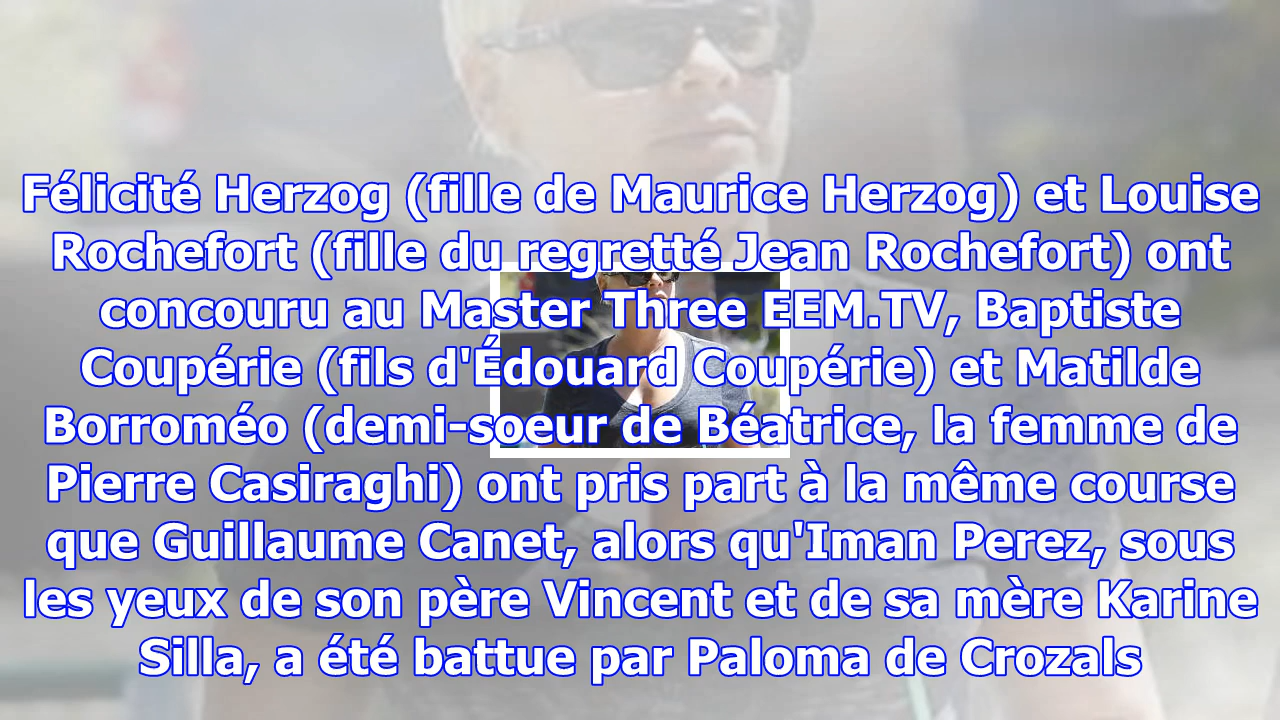 Félicité Herzog (fille de Maurice Herzog) et Louise
Rochefort (fille du regretté Jean Rochefort) ont
concouru au Master Three EEM.TV, Baptiste
Coupérie (fils d'Édouard Coupérie) et Matilde
Borroméo (demi-soeur de Béatrice, la femme de
Pierre Casiraghi) ont pris part à la même course
que Guillaume Canet, alors qu'Iman Perez, sous
les yeux de son père Vincent et de sa mère Karine
Silla, a été battue par Paloma de Crozals